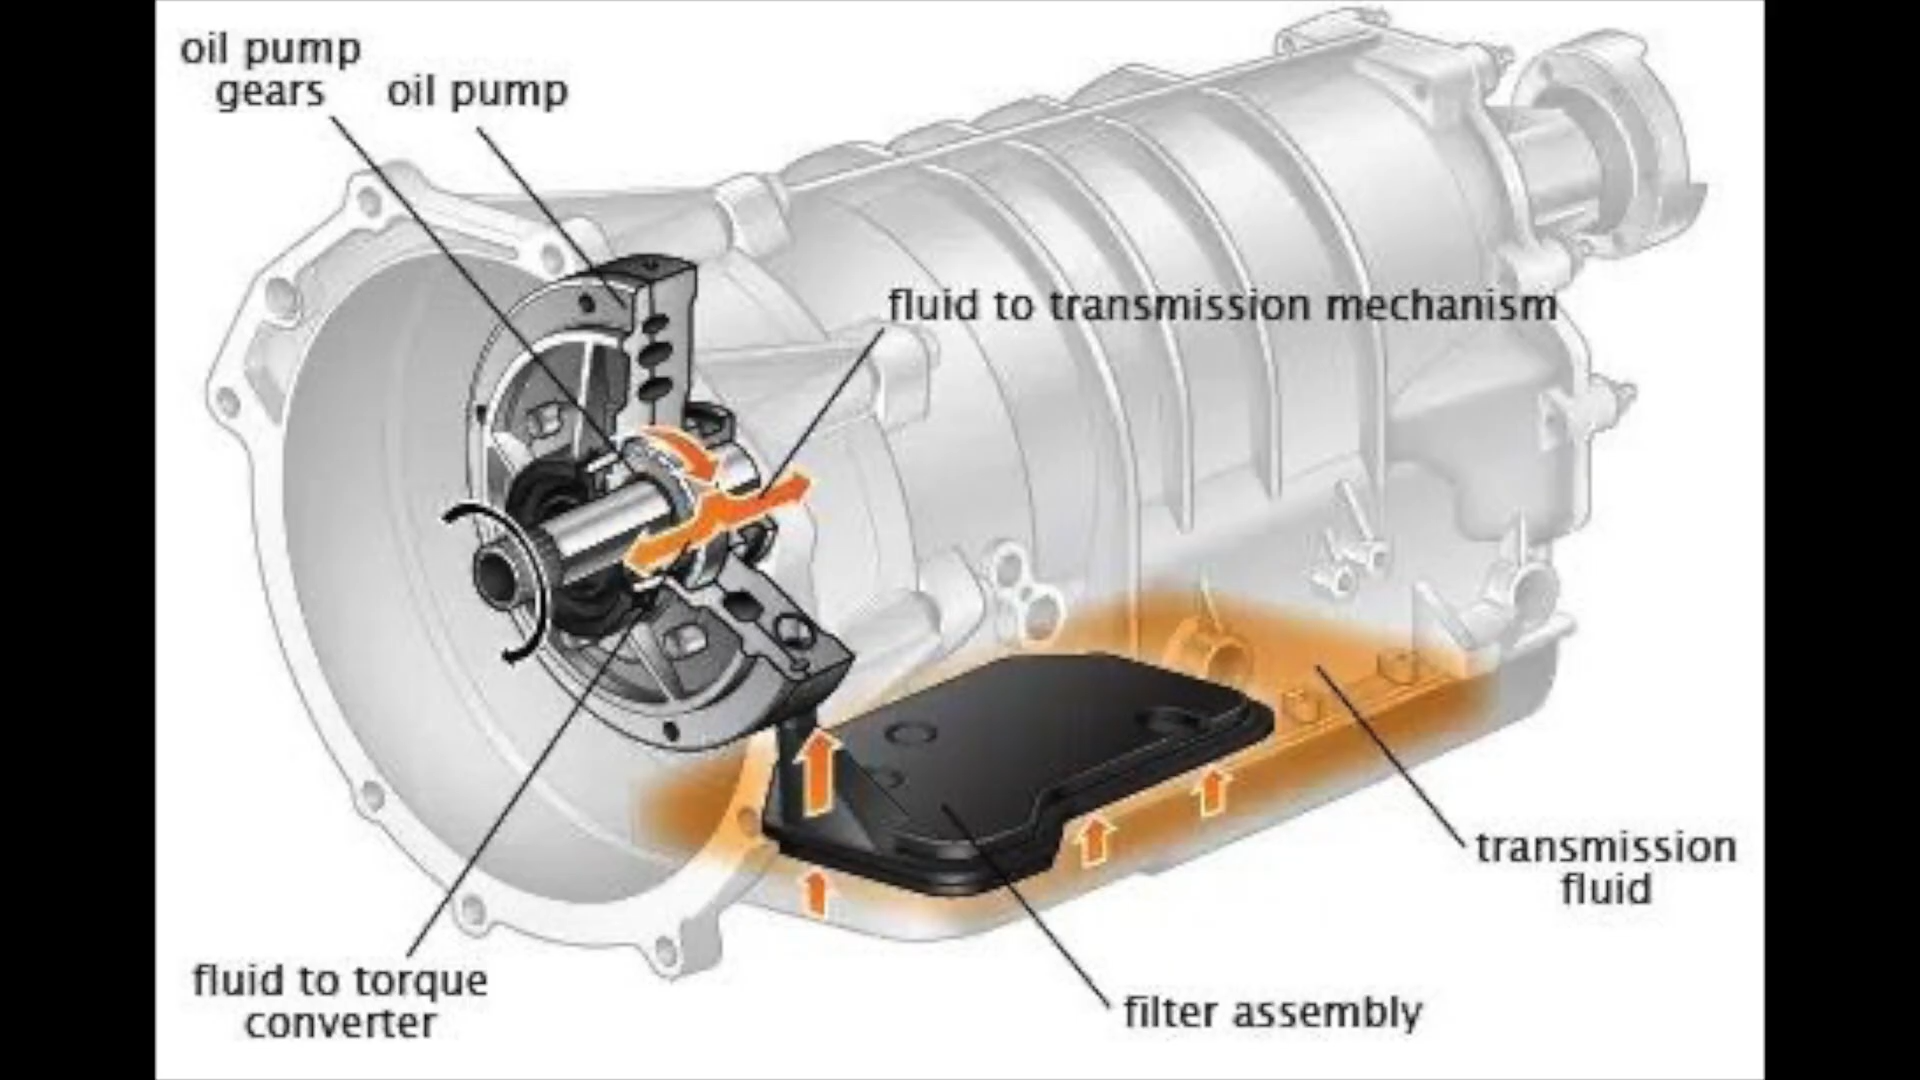 oil pump
gears
oil pump
fluid to transmission mechanism
transmission
fluid
fluid to torque
converter
filter assembly